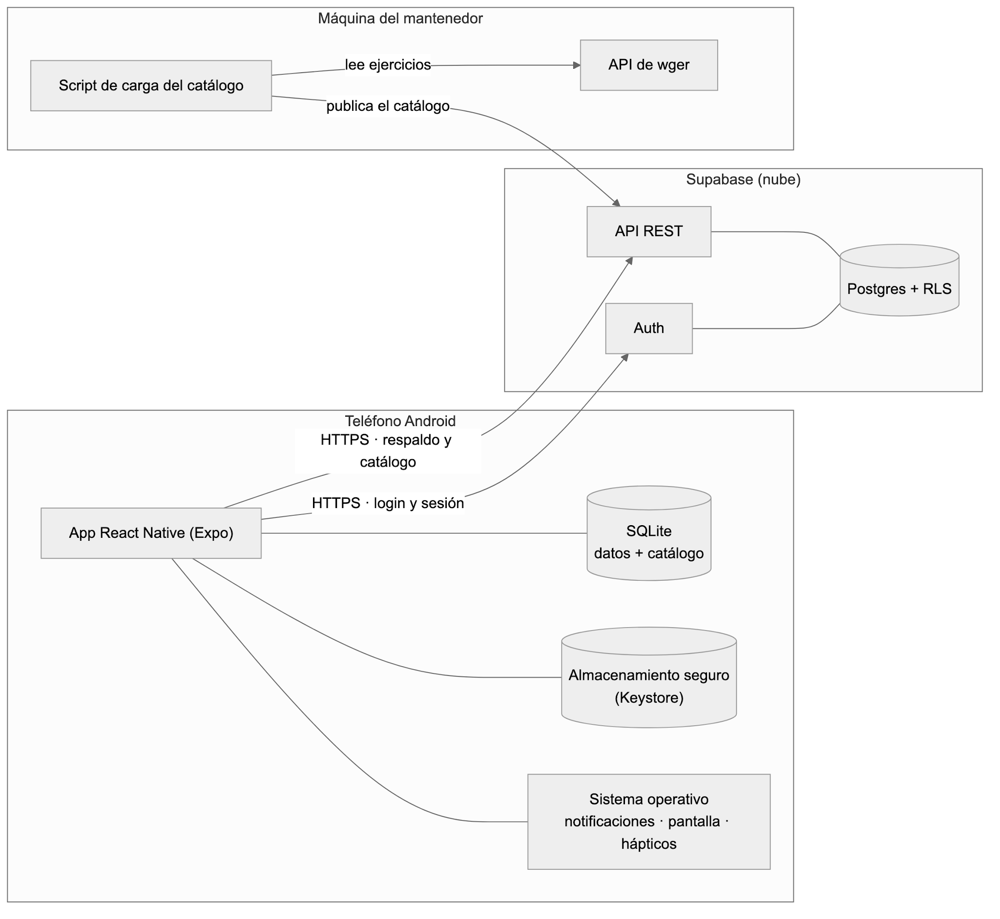 Máquina del mantenedor
lee ejercicios
API de wger
Script de carga del catálogo
publica el catálogo
Supabase (nube)
API REST
Postgres + RLS
Auth
Teléfono Android
HTTPS · respaldo y
catálogo
HTTPS · login y sesión
App React Native (Expo)
SQLite
datos + catálogo
Almacenamiento seguro
(Keystore)
Sistema operativo
notificaciones · pantalla ·
hápticos